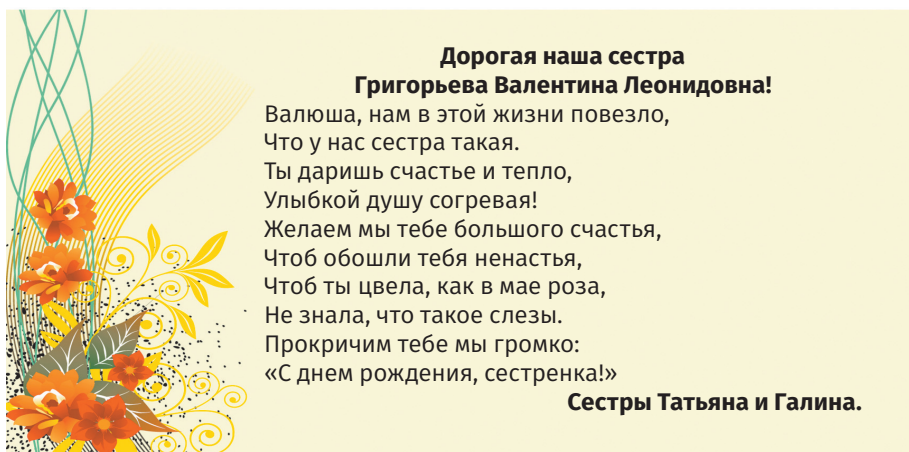 Дорогая наша сестра
Григорьева Валентина Леонидовна!
Валюша, нам в этой жизни повезло,
Что у нас сестра такая.
Ты даришь счастье и тепло,
Улыбкой душу согревая!
Желаем мы тебе большого счастья,
Чтоб обошли тебя ненастья,
Чтоб ты цвела, как в мае роза,
Не знала, что такое слезы.
Прокричим тебе мы громко:
«С днем рождения, сестренка!»
Сестры Татьяна и Галина.